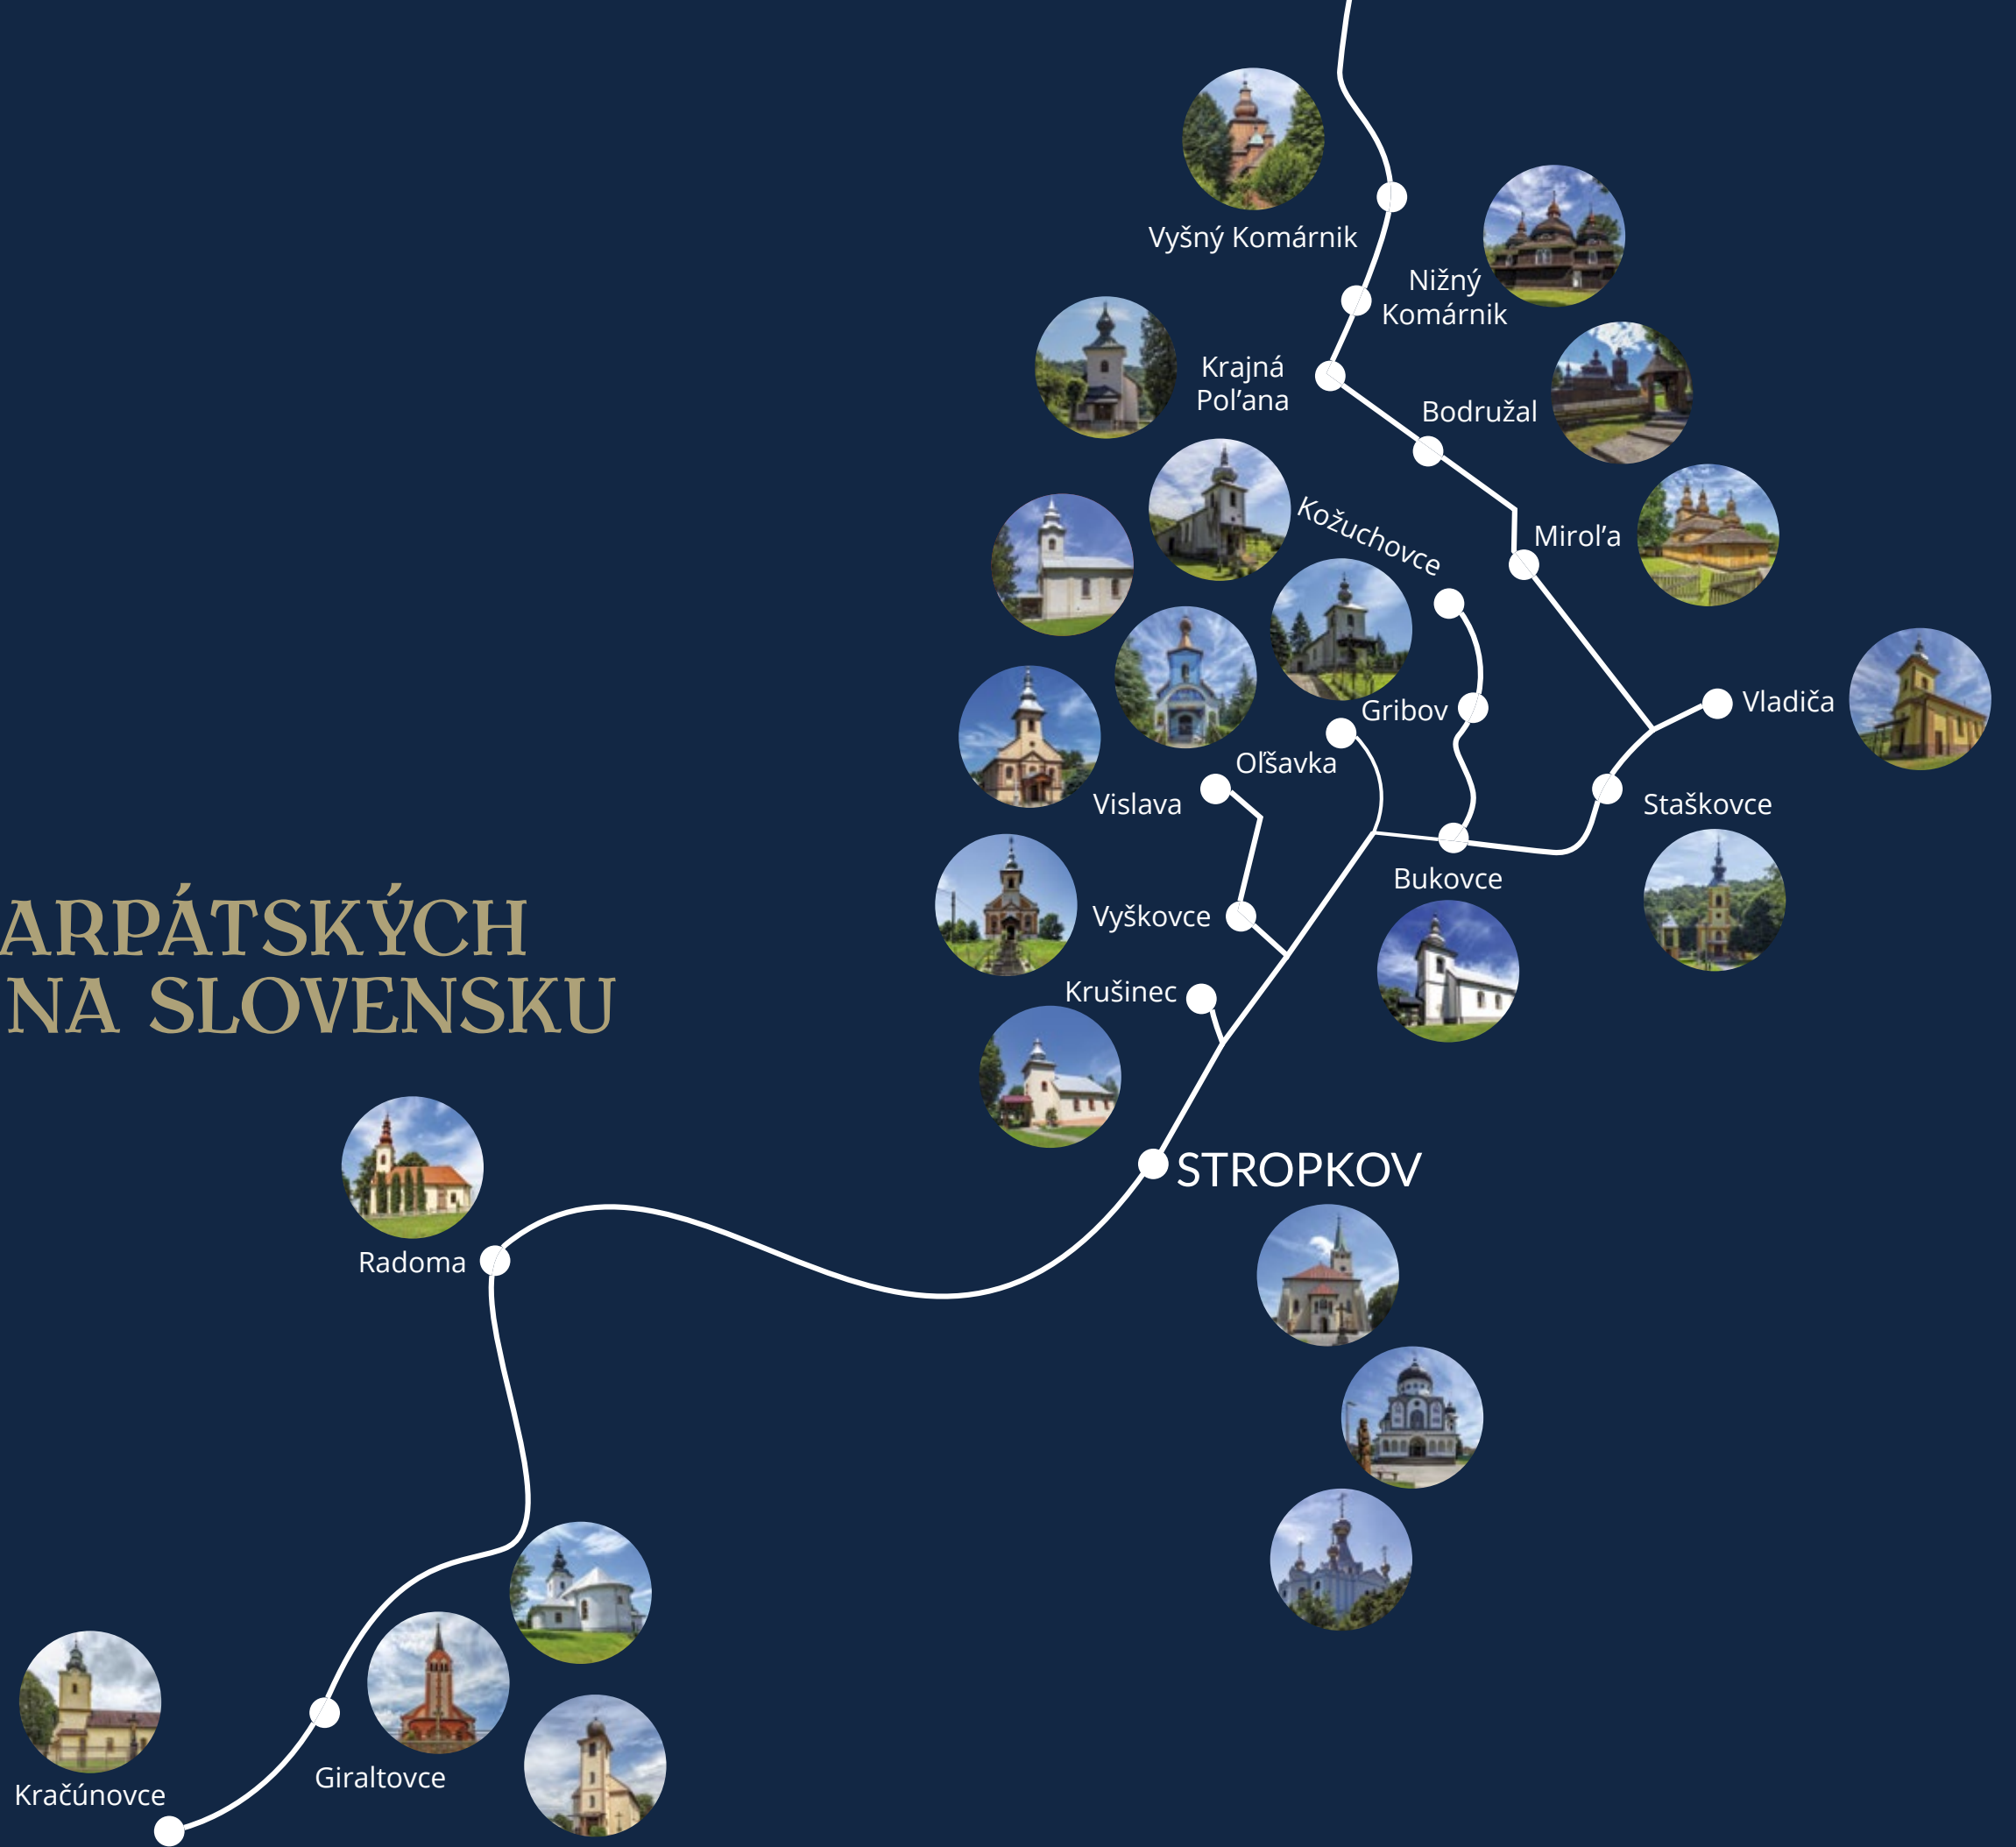 Vyšný Komárnik
Nižný
Komárnik
Krajná
Poľana
Bodružal
Kožuchovce
Miroľa
Vladiča
Gribov
Oľšavka
Vislava
Staškovce
Bukovce
Vyškovce
ARPÁTSKÝCH
NA SLOVENSKU
Krušinec
STROPKOV
Radoma
Giraltovce
Kračúnovce